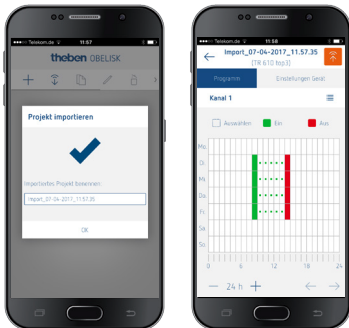 Telekom.de 11:57
theben OBELISK
Projekt importieren
Importiertes Projekt benennen:
Import_07-04-2017_11.57.35
OK
Telekom.de 11:58
Import_07-04-2017_11.57.35
[TR 610 top3]
Programm Einstellungen Gerät
Kanal 1
Auswählen Ein Aus
Mo.
Di.
Mi.
Do.
Fr.
Sa.
So.
0 6 12 18 24
24 h